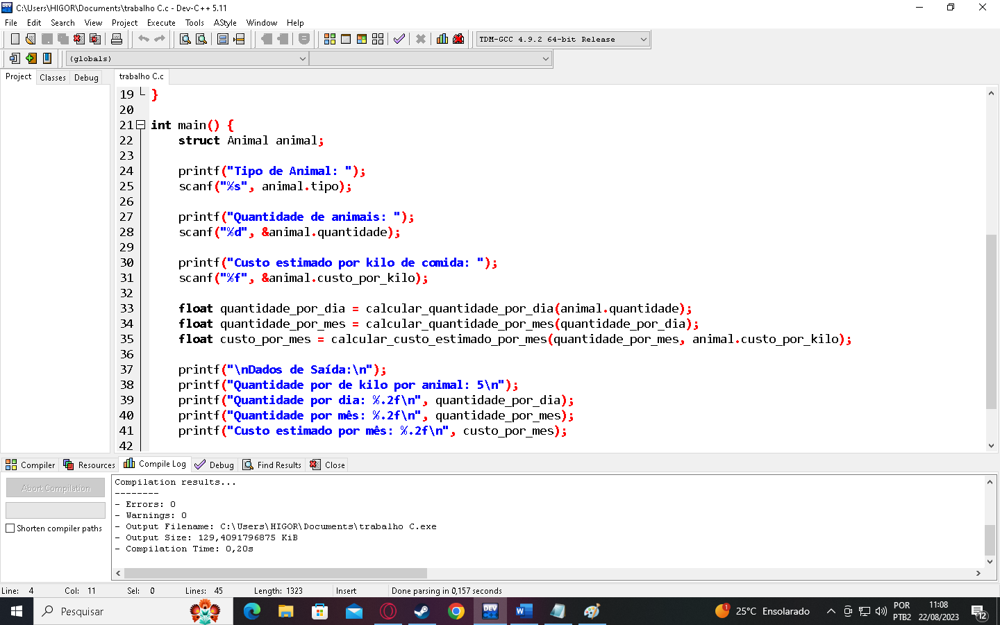 C:\Users\HIGOR\Documents\trabalho C.c - Dev-C++ 5.11
File Edit Search View Project Execute Tools AStyle Window Help
TDM-GCC 4.9.2 64-bit Release
(globals)
Project Classes Debug
trabalho C.c
19 }
20
21 int main() {
22 struct Animal animal;
23
24 printf("Tipo de Animal: ");
25 scanf("%s", animal.tipo);
26
27 printf("Quantidade de animais: ");
28 scanf("%d", &animal.quantidade);
29
30 printf("Custo estimado por kilo de comida: ");
31 scanf("%f", &animal.custo_por_kilo);
32
33 float quantidade_por_dia = calcular_quantidade_por_dia(animal.quantidade);
34 float quantidade_por_mes = calcular_quantidade_por_mes(quantidade_por_dia);
35 float custo_por_mes = calcular_custo_estimado_por_mes(quantidade_por_mes, animal.custo_por_kilo);
36
37 printf("\nDados de Saída:\n");
38 printf("Quantidade por de kilo por animal: 5\n");
39 printf("Quantidade por dia: %.2f\n", quantidade_por_dia);
40 printf("Quantidade por mês: %.2f\n", quantidade_por_mes);
41 printf("Custo estimado por mês: %.2f\n", custo_por_mes);
42
Compiler Resources Compile Log Debug Find Results Close
Abort Compilation
Shorten compiler paths
Compilation results...
--------
- Errors: 0
- Warnings: 0
- Output Filename: C:\Users\HIGOR\Documents\trabalho C.exe
- Output Size: 129,4091796875 KiB
- Compilation Time: 0,20s
Line: 4 Col: 11 Sel: 0 Lines: 45 Length: 1323 Insert Done parsing in 0,157 seconds
Pesquisar
DEV
W
1
25°C Ensolarado
POR
PTB2
11:08
22/08/2023
12